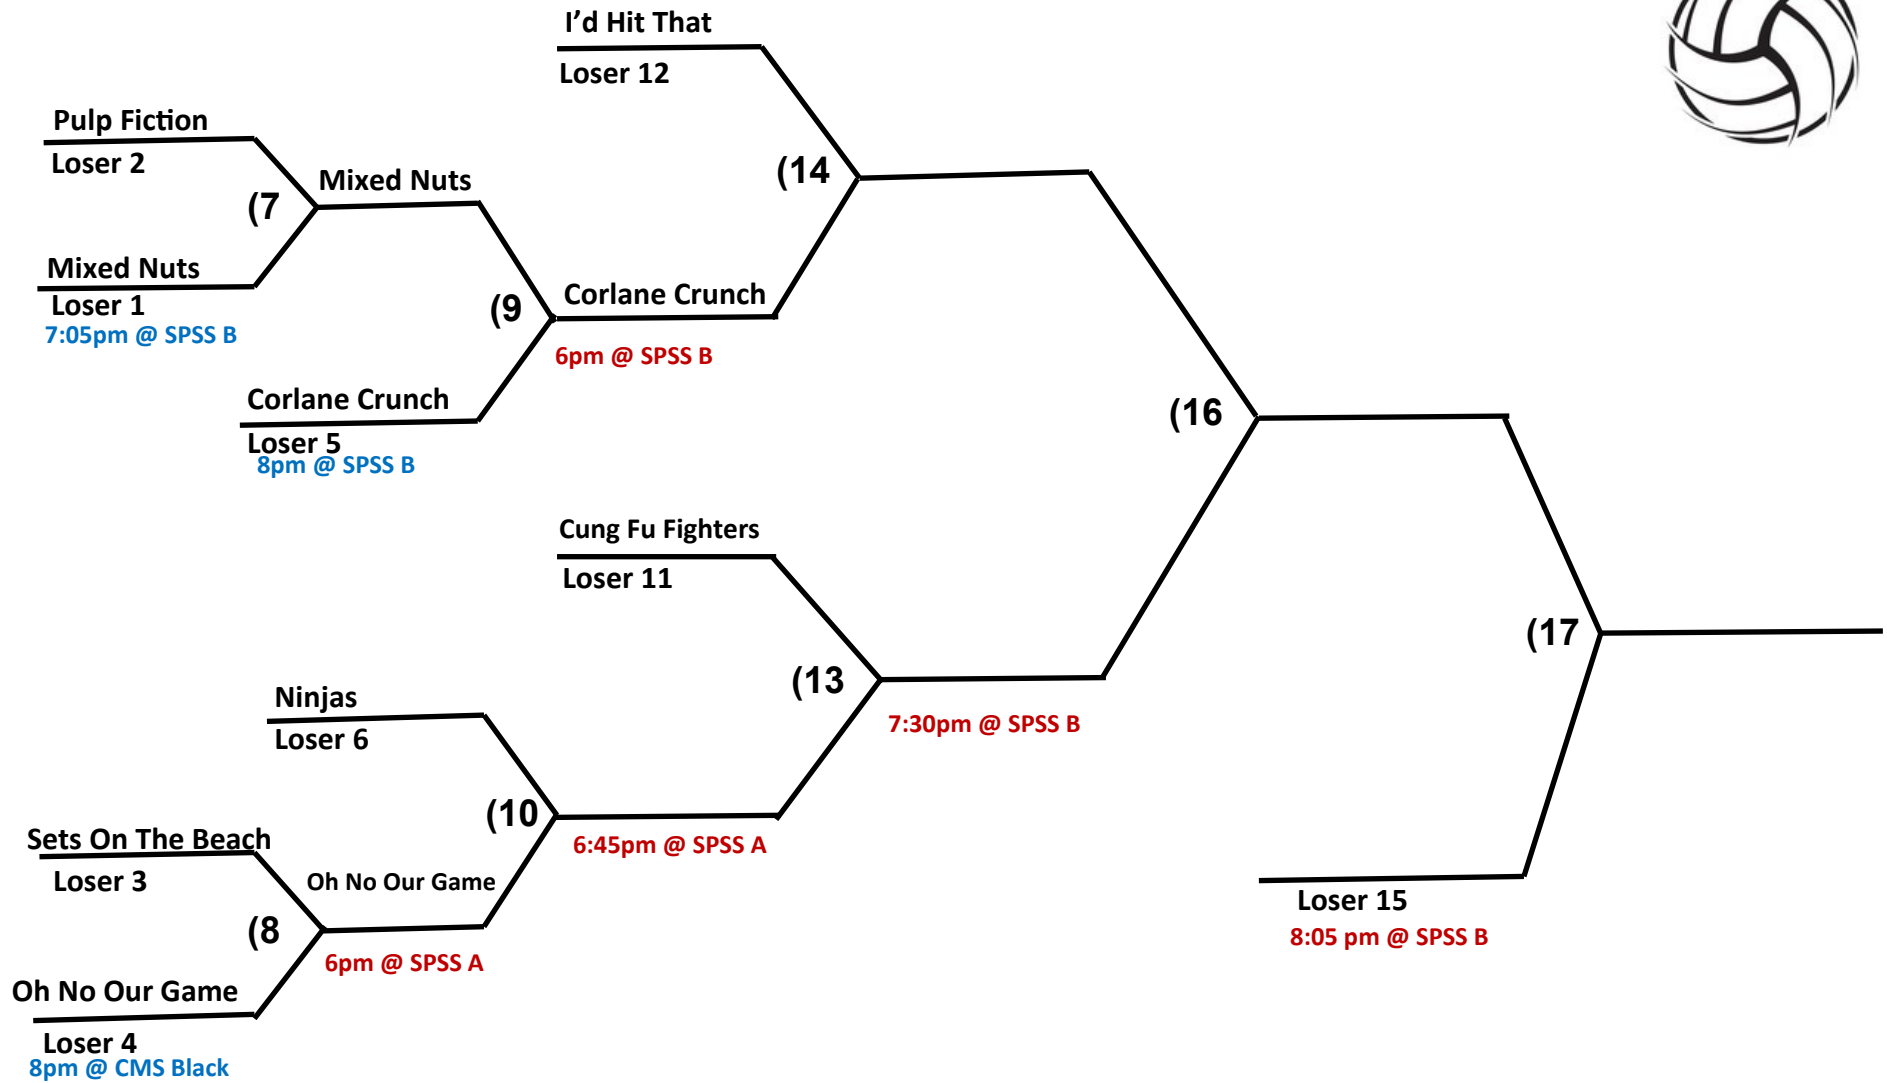 I’d Hit That
Loser 12
Pulp Fiction
Loser 2
(14
Mixed Nuts
(7
Mixed Nuts
Loser 1
7:05pm @ SPSS B
Corlane Crunch
(9
6pm @ SPSS B
Corlane Crunch
Loser 5
8pm @ SPSS B
(16
Cung Fu Fighters
Loser 11
(17
(13
Ninjas
Loser 6
7:30pm @ SPSS B
(10
6:45pm @ SPSS A
Sets On The Beach
Loser 3
Oh No Our Game
(8
6pm @ SPSS A
Loser 15
8:05 pm @ SPSS B
Oh No Our Game
Loser 4
8pm @ CMS Black